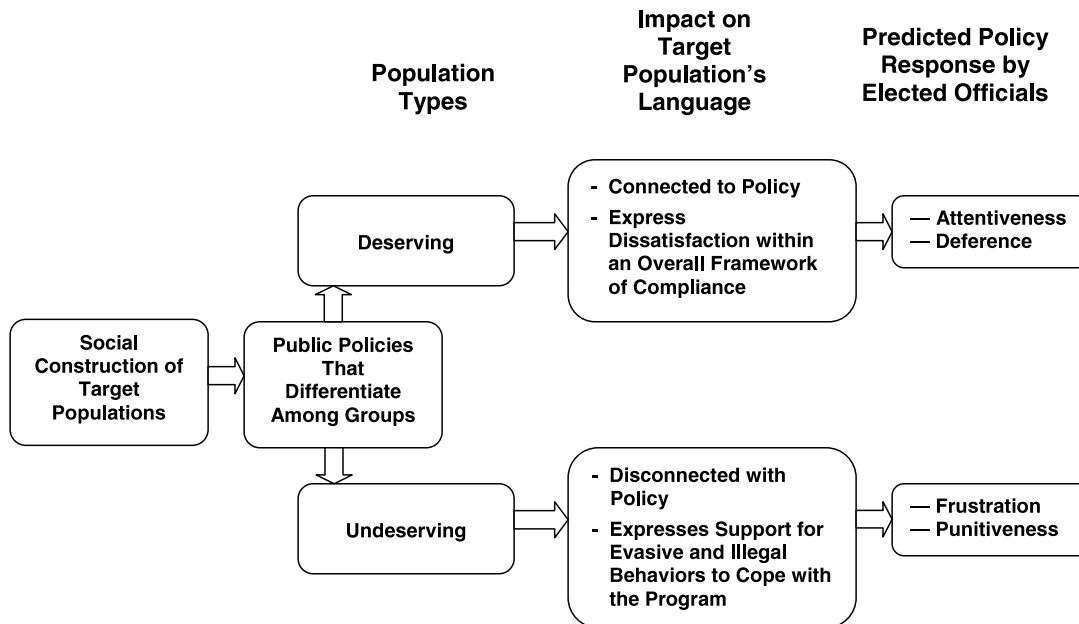 Population
Types
Impact on
Target
Population's
Language
Predicted Policy
Response by
Elected Officials
Social
Construction of
Target
Populations
Public Policies
That
Differentiate
Among Groups
Deserving
- Connected to Policy
- Express
Dissatisfaction within
an Overall Framework
of Compliance
— Attentiveness
— Deference
Undeserving
- Disconnected with
Policy
- Expresses Support for
Evasive and Illegal
Behaviors to Cope with
the Program
— Frustration
— Punitiveness